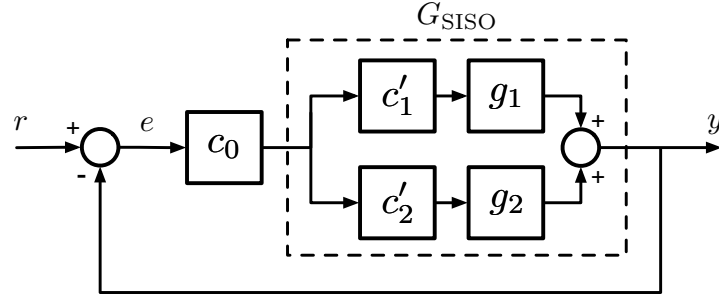 G_SISO
r + e c_0 c'_1 g_1 + y
- c'_2 g_2 +